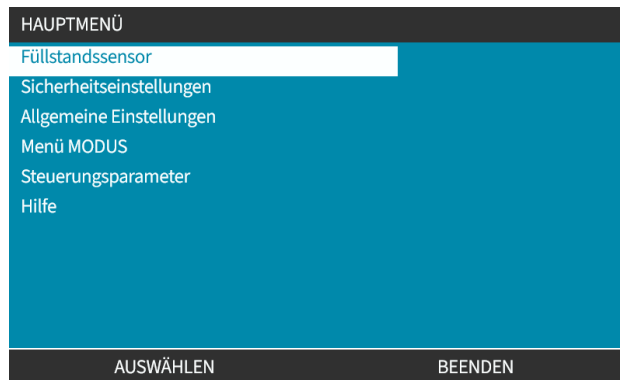 HAUPTMENÜ
Füllstandssensor
Sicherheitseinstellungen
Allgemeine Einstellungen
Menü MODUS
Steuerungsparameter
Hilfe
AUSWÄHLEN BEENDEN